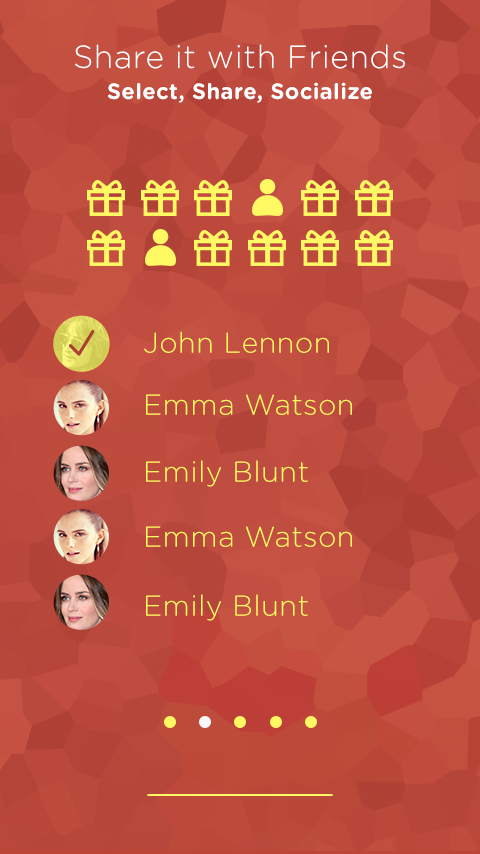 Share it with Friends
Select, Share, Socialize
John Lennon
Emma Watson
Emily Blunt
Emma Watson
Emily Blunt